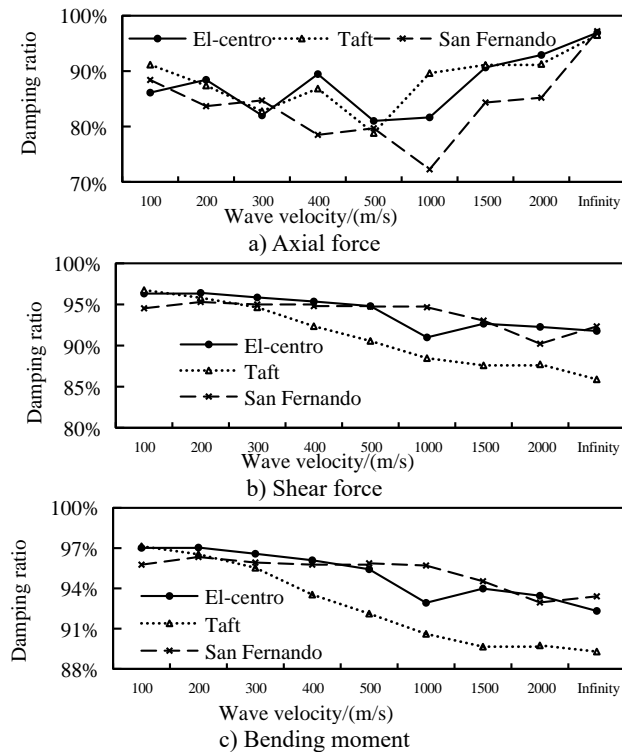 100%
El-centro Taft San Fernando
90%
80%
70%
Damping ratio
100 200 300 400 500 1000 1500 2000 Infinity
Wave velocity/(m/s)
a) Axial force
100%
95%
90%
85%
80%
Damping ratio
El-centro
Taft
San Fernando
100 200 300 400 500 1000 1500 2000 Infinity
Wave velocity/(m/s)
b) Shear force
100%
97%
94%
91%
88%
Damping ratio
El-centro
Taft
San Fernando
100 200 300 400 500 1000 1500 2000 Infinity
Wave velocity/(m/s)
c) Bending moment